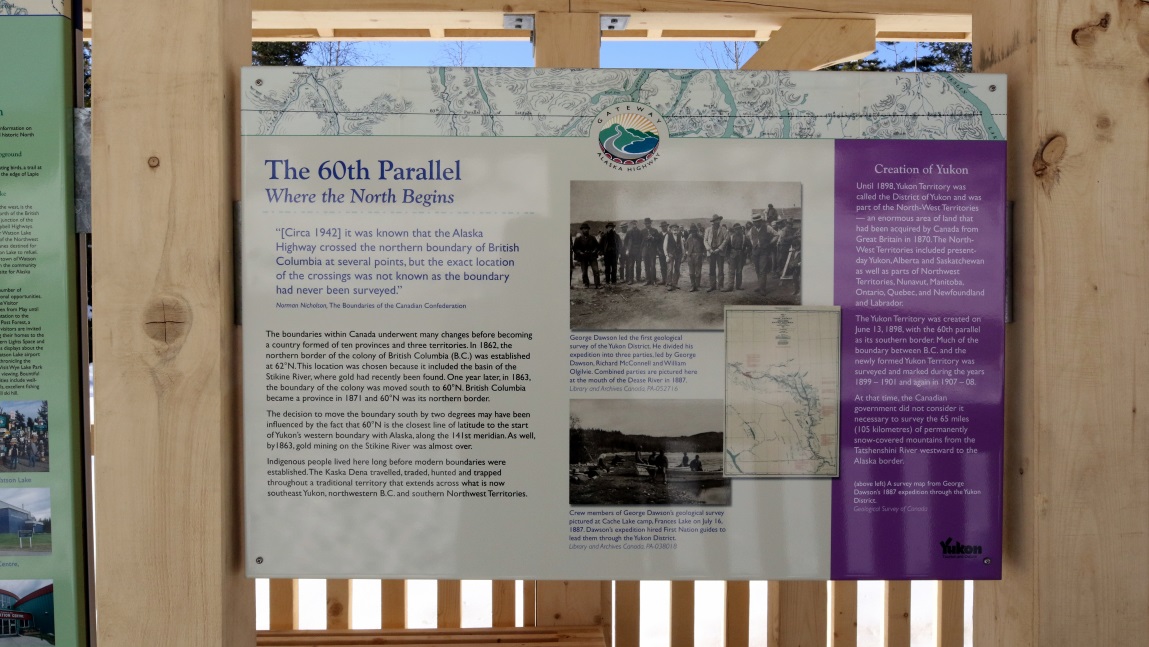 nformation on
historic North
GATEWAY
ALASKA HIGHWAY
The 60th Parallel
Where the North Begins
“[Circa 1942] it was known that the Alaska
Highway crossed the northern boundary of British
Columbia at several points, but the exact location
of the crossings was not known as the boundary
had never been surveyed.”
Norman Nicholson, The Boundaries of the Canadian Confederation
The boundaries within Canada underwent many changes before becoming
a country formed of ten provinces and three territories. In 1862, the
northern border of the colony of British Columbia (B.C.) was established
at 62°N. This location was chosen because it included the basin of the
Stikine River, where gold had recently been found. One year later, in 1863,
the boundary of the colony was moved south to 60°N. British Columbia
became a province in 1871 and 60°N was its northern border.
The decision to move the boundary south by two degrees may have been
influenced by the fact that 60°N is the closest line of latitude to the start
of Yukon's western boundary with Alaska, along the 141st meridian. As well,
by 1863, gold mining on the Stikine River was almost over.
Indigenous people lived here long before modern boundaries were
established. The Kaska Dena travelled, traded, hunted and trapped
throughout a traditional territory that extends across what is now
southeast Yukon, northwestern B.C. and southern Northwest Territories.
George Dawson led the first geological
survey of the Yukon District. He divided his
expedition into three parties, led by George
Dawson, Richard McConnell and William
Ogilvie. Combined parties are pictured here
at the mouth of the Dease River in 1887.
Library and Archives Canada, PA-052716
Crew members of George Dawson's geological survey
pictured at Cache Lake camp, Frances Lake on July 16,
1887. Dawson's expedition hired First Nation guides to
lead them through the Yukon District.
Library and Archives Canada, PA-038018
Creation of Yukon
Until 1898, Yukon Territory was
called the District of Yukon and was
part of the North-West Territories
— an enormous area of land that
had been acquired by Canada from
Great Britain in 1870. The North-
West Territories included present-
day Yukon, Alberta and Saskatchewan
as well as parts of Northwest
Territories, Nunavut, Manitoba,
Ontario, Quebec, and Newfoundland
and Labrador.
The Yukon Territory was created on
June 13, 1898, with the 60th parallel
as its southern border. Much of the
boundary between B.C. and the
newly formed Yukon Territory was
surveyed and marked during the years
1899 – 1901 and again in 1907 – 08.
At that time, the Canadian
government did not consider it
necessary to survey the 65 miles
(105 kilometres) of permanently
snow-covered mountains from the
Tatshenshini River westward to the
Alaska border.
(above left) A survey map from George
Dawson's 1887 expedition through the Yukon
District.
Geological Survey of Canada
Yukon